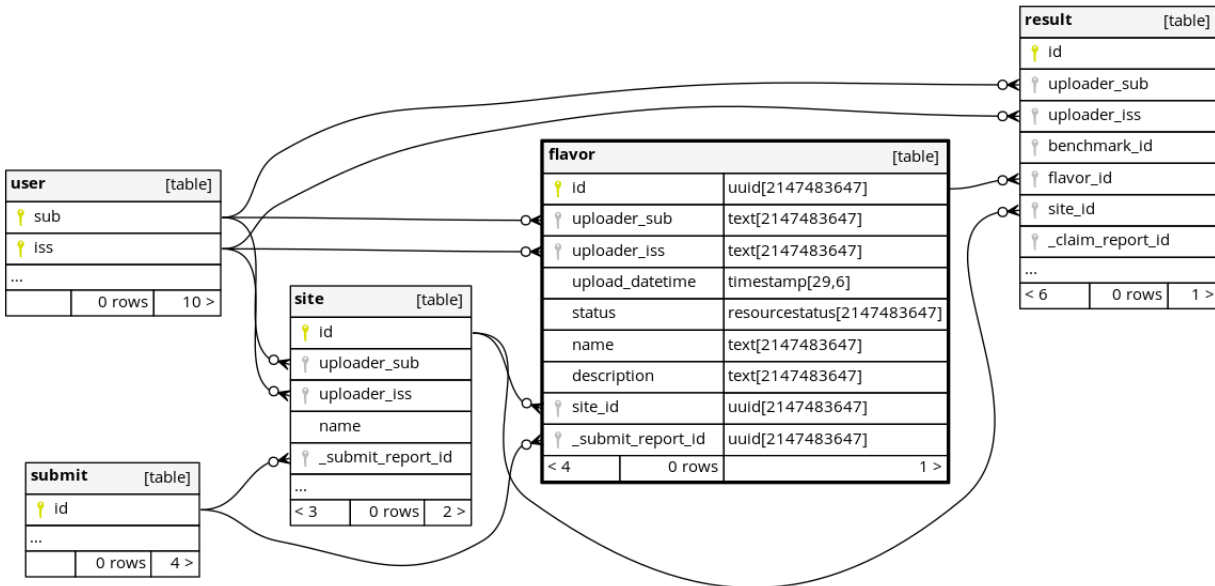 result [table]
id
uploader_sub
uploader_iss
benchmark_id
flavor_id
site_id
_claim_report_id
...
< 6 0 rows 1 >
flavor [table]
id uuid[2147483647]
uploader_sub text[2147483647]
uploader_iss text[2147483647]
upload_datetime timestamp[29,6]
status resourcestatus[2147483647]
name text[2147483647]
description text[2147483647]
site_id uuid[2147483647]
_submit_report_id uuid[2147483647]
< 4 0 rows 1 >
user [table]
sub
iss
...
0 rows 10 >
site [table]
id
uploader_sub
uploader_iss
name
_submit_report_id
...
< 3 0 rows 2 >
submit [table]
id
...
0 rows 4 >